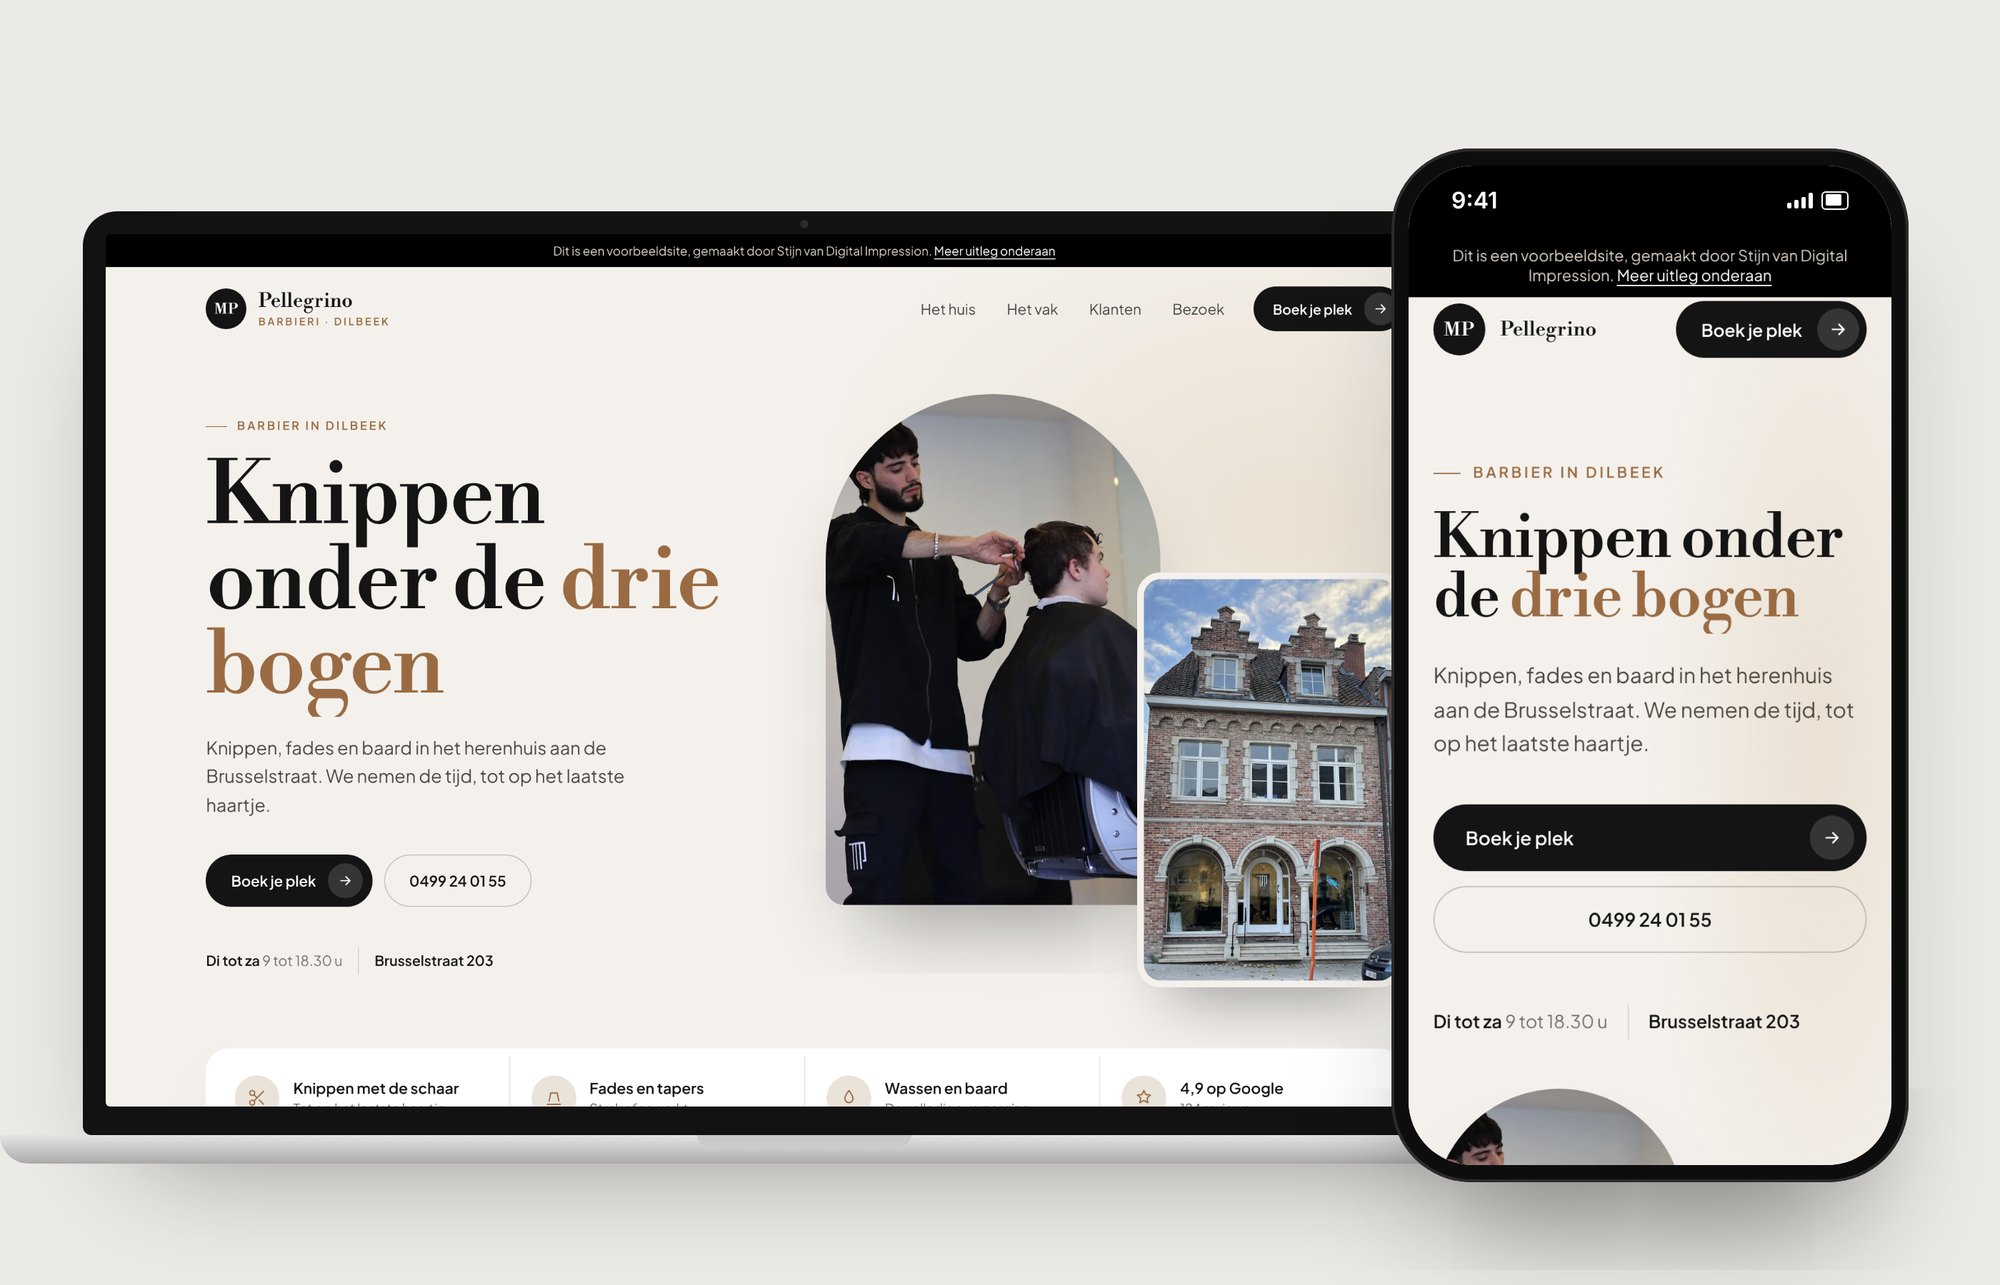 Dit is een voorbeeldsite, gemaakt door Stijn van Digital Impression. Meer uitleg onderaan
MP
Pellegrino
BARBIERI · DILBEEK
Het huis
Het vak
Klanten
Bezoek
Boek je plek
BARBIER IN DILBEEK
Knippen
onder de drie
bogen
Knippen, fades en baard in het herenhuis aan de
Brusselstraat. We nemen de tijd, tot op het laatste
haartje.
Boek je plek
0499 24 01 55
Di tot za 9 tot 18.30 u
Brusselstraat 203
Knippen met de schaar
Fades en tapers
Wassen en baard
4,9 op Google
9:41
Dit is een voorbeeldsite, gemaakt door Stijn van Digital
Impression. Meer uitleg onderaan
MP
Pellegrino
Boek je plek
BARBIER IN DILBEEK
Knippen onder
de drie bogen
Knippen, fades en baard in het herenhuis
aan de Brusselstraat. We nemen de tijd, tot
op het laatste haartje.
Boek je plek
0499 24 01 55
Di tot za 9 tot 18.30 u
Brusselstraat 203